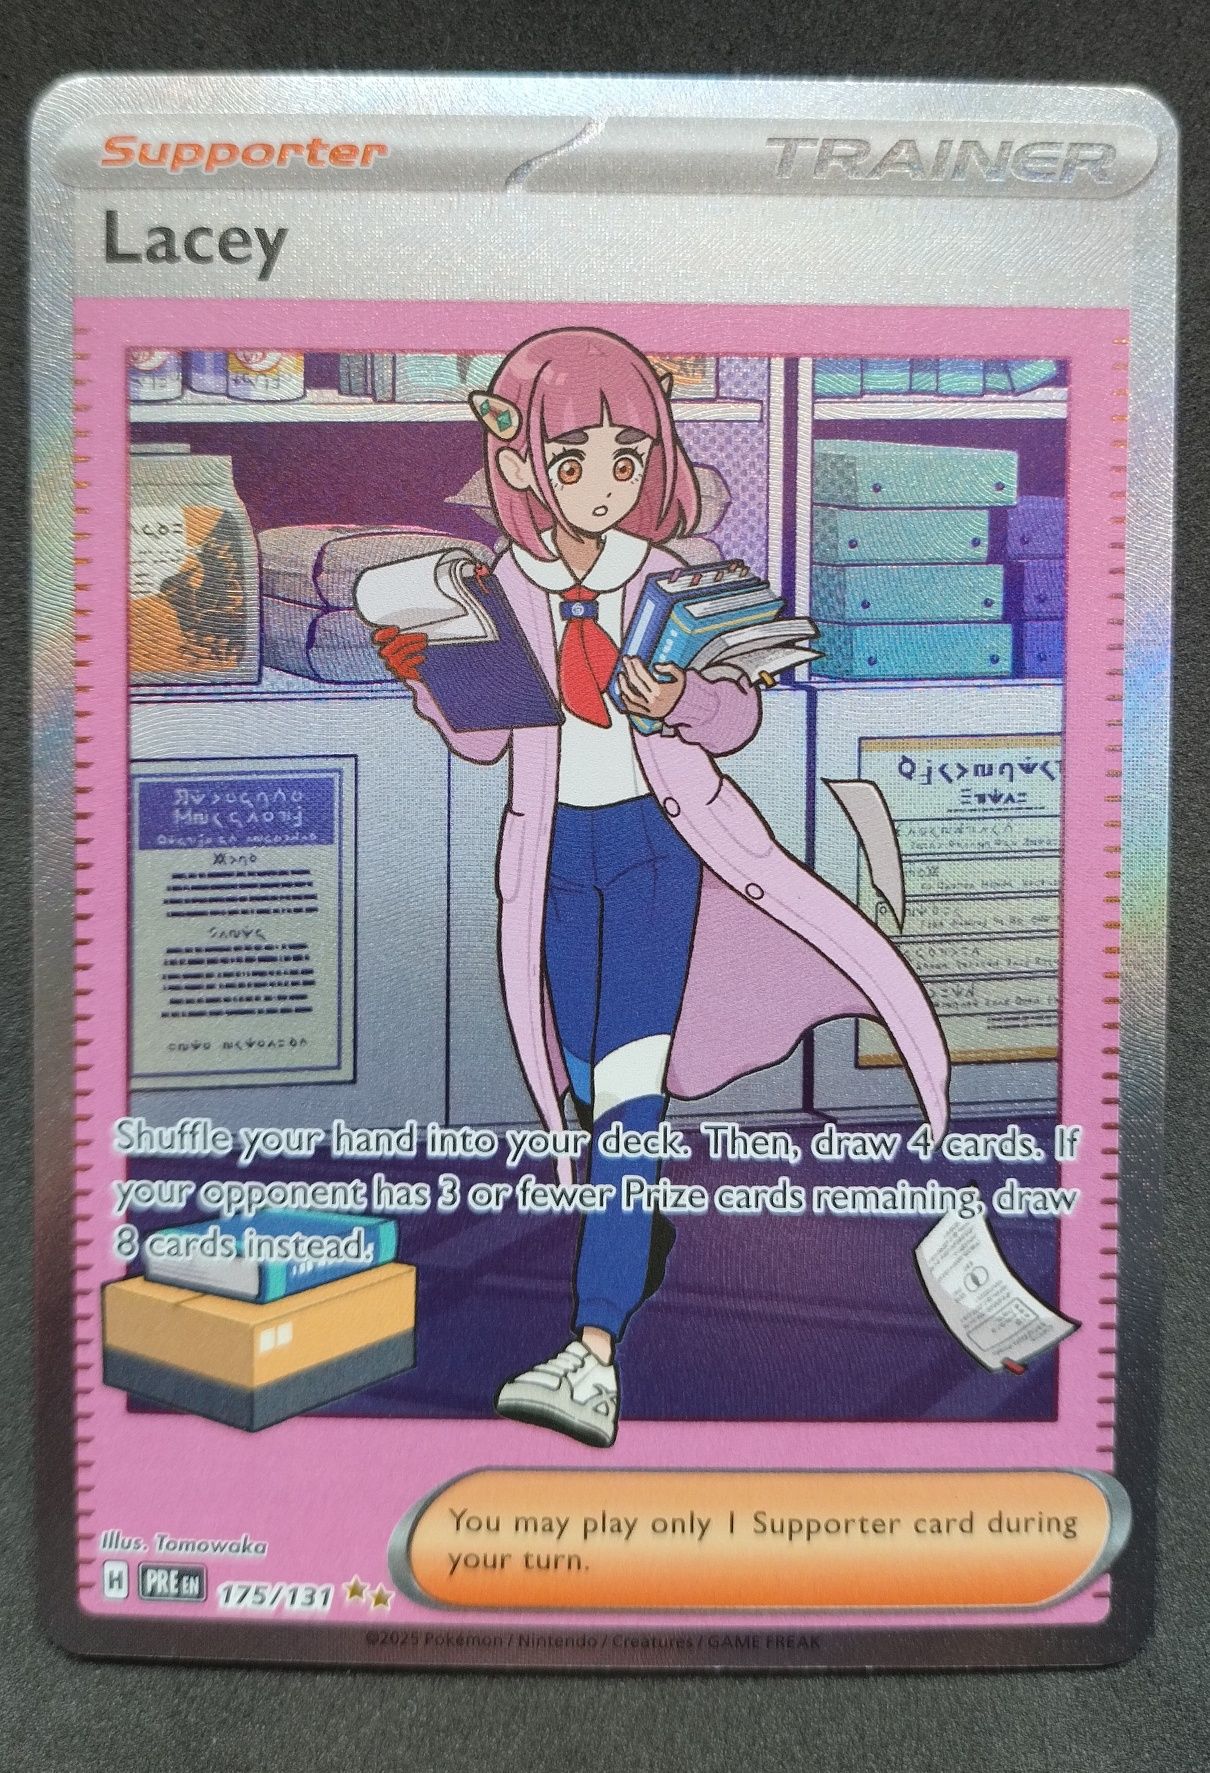 Supporter TRAINER
Lacey
Shuffle your hand into your deck. Then, draw 4 cards. If
your opponent has 3 or fewer Prize cards remaining, draw
8 cards instead.
You may play only 1 Supporter card during
your turn.
Illus. Tomowaka
H PRE EN 175/131
©2025 Pokémon / Nintendo / Creatures / GAME FREAK